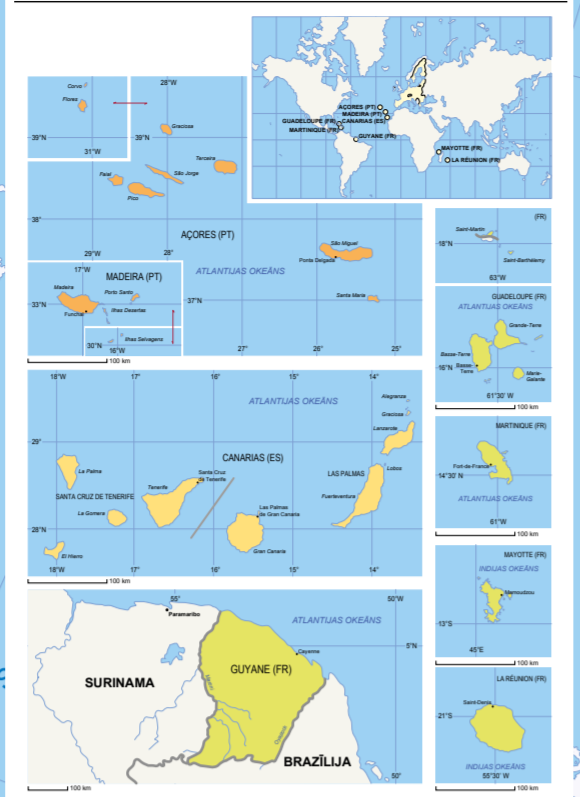 Corvo
Flores
28°W
39°N
31°W
Graciosa
39°N
Terceira
Faial
São Jorge
Pico
38°
29°W
28°
AÇORES (PT)
São Miguel
Ponta Delgada
Santa Maria
ATLANTIJAS OKEĀNS
37°N
27°
26°
25°
17°W
MADEIRA (PT)
Madeira
Porto Santo
33°N
Funchal
Ilhas Desertas
Ilhas Selvagens
30°N
16°W
100 km
AÇORES (PT)
MADEIRA (PT)
GUADELOUPE (FR)
CANARIAS (ES)
MARTINIQUE (FR)
GUYANE (FR)
MAYOTTE (FR)
LA RÉUNION (FR)
18°W
17°
16°
15°
14°
ATLANTIJAS OKEĀNS
Alegranza
Graciosa
Lanzarote
29°
CANARIAS (ES)
La Palma
Santa Cruz
de Tenerife
LAS PALMAS
Lobos
Tenerife
SANTA CRUZ DE TENERIFE
Fuerteventura
La Gomera
Las Palmas
de Gran Canaria
28°N
El Hierro
Gran Canaria
18°W
17°
16°
15°
14°
100 km
55°
50°W
Paramaribo
ATLANTIJAS OKEĀNS
5°N
Cayenne
GUYANE (FR)
SURINAMA
BRAZĪLIJA
50°
100 km
(FR)
Saint-Martin
18°N
Saint-Barthélemy
63°W
GUADELOUPE (FR)
ATLANTIJAS
OKEĀNS
Grande-Terre
Basse-Terre
16°N
Basse-
Terre
Marie-
Galante
61°30' W
100 km
MARTINIQUE (FR)
Fort-de-France
14°30' N
ATLANTIJAS OKEĀNS
61°W
100 km
MAYOTTE (FR)
INDIJAS OKEĀNS
Mamoudzou
13°S
45°E
100 km
LA RÉUNION (FR)
Saint-Denis
21°S
INDIJAS OKEĀNS
55°30' W
100 km